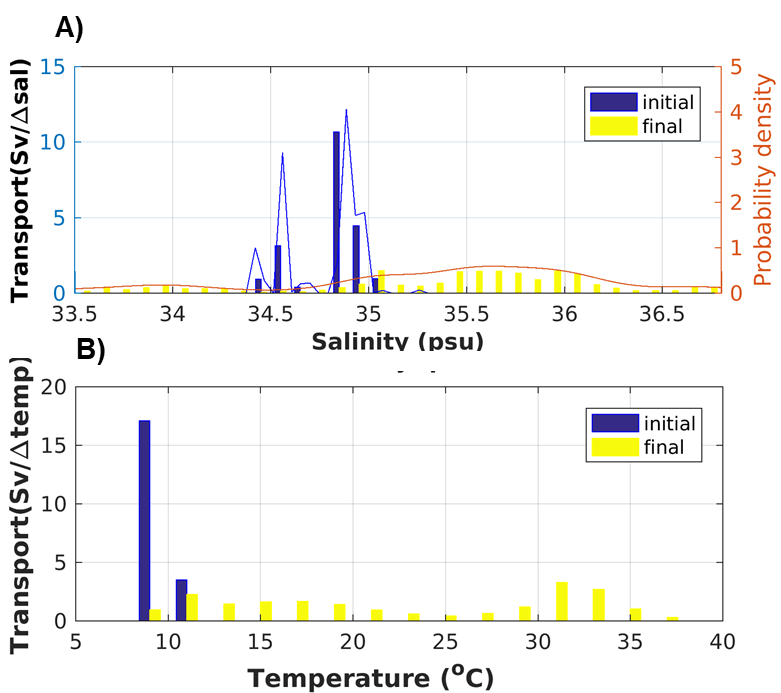 A)
Transport(Sv/Δsal)
15
10
5
0
5
4
3
2
1
0
Probability density
initial
final
33.5 34 34.5 35 35.5 36 36.5
Salinity (psu)
B)
Transport(Sv/Δtemp)
20
15
10
5
0
initial
final
5 10 15 20 25 30 35 40
Temperature (oC)